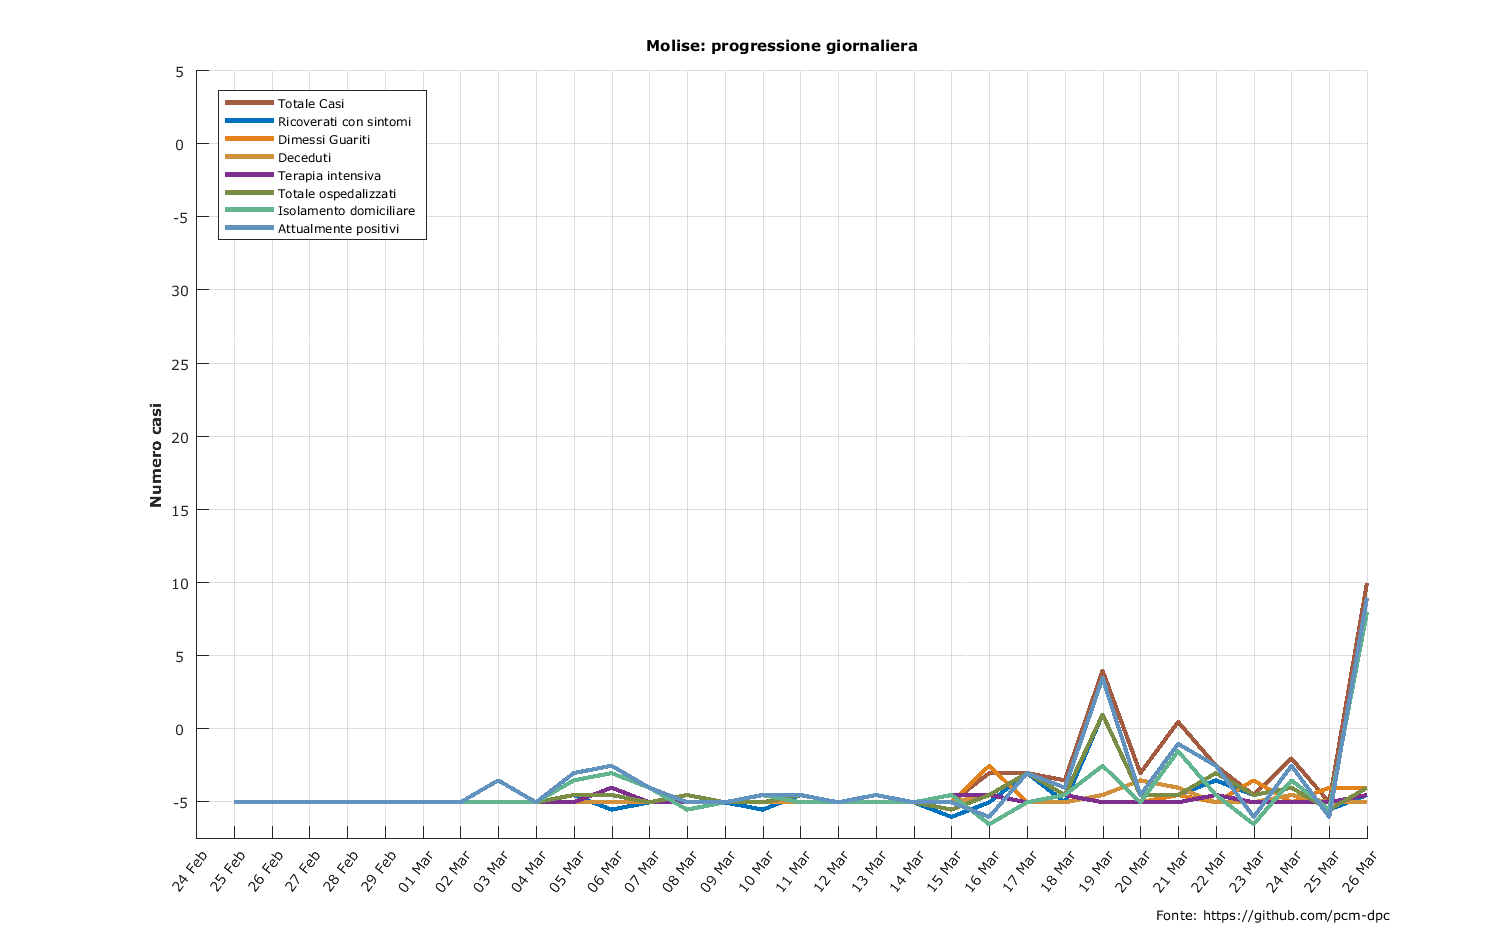 Molise: progressione giornaliera
5
0
-5
30
25
20
15
10
5
0
-5
Totale Casi
Ricoverati con sintomi
Dimessi Guariti
Deceduti
Terapia intensiva
Totale ospedalizzati
Isolamento domiciliare
Attualmente positivi
Numero casi
24 Feb
25 Feb
26 Feb
27 Feb
28 Feb
29 Feb
01 Mar
02 Mar
03 Mar
04 Mar
05 Mar
06 Mar
07 Mar
08 Mar
09 Mar
10 Mar
11 Mar
12 Mar
13 Mar
14 Mar
15 Mar
16 Mar
17 Mar
18 Mar
19 Mar
20 Mar
21 Mar
22 Mar
23 Mar
24 Mar
25 Mar
26 Mar
Fonte: https://github.com/pcm-dpc